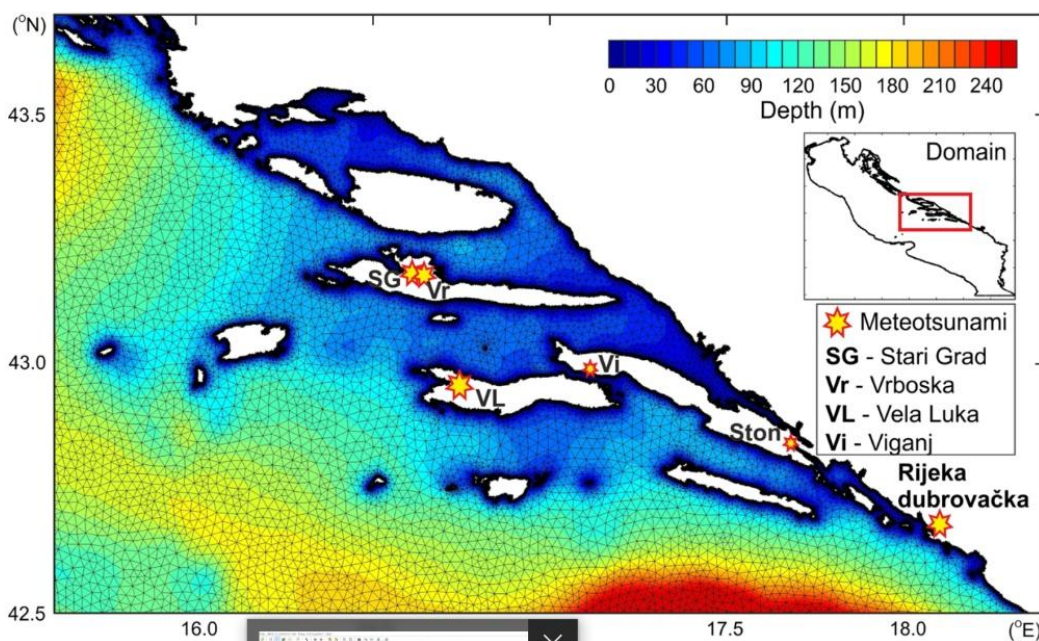 (°N)
43.5
43.0
42.5
0 30 60 90 120 150 180 210 240
Depth (m)
Domain
Meteotsunami
SG - Stari Grad
Vr - Vrboska
VL - Vela Luka
Vi - Viganj
SG
Vr
Vi
VL
Ston
Rijeka
dubrovačka
16.0
17.5
18.0
(°E)